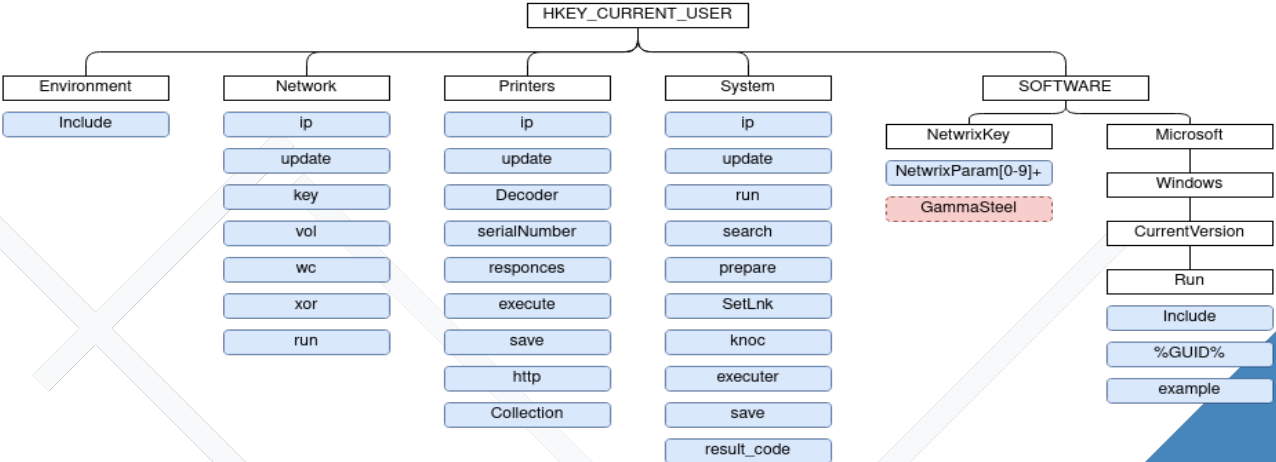 HKEY_CURRENT_USER
Environment
Include
Network
ip
update
key
vol
wc
xor
run
Printers
ip
update
Decoder
serialNumber
responces
execute
save
http
Collection
System
ip
update
run
search
prepare
SetLnk
knoc
executer
save
result_code
SOFTWARE
NetwrixKey
NetwrixParam[0-9]+
GammaSteel
Microsoft
Windows
CurrentVersion
Run
Include
%GUID%
example